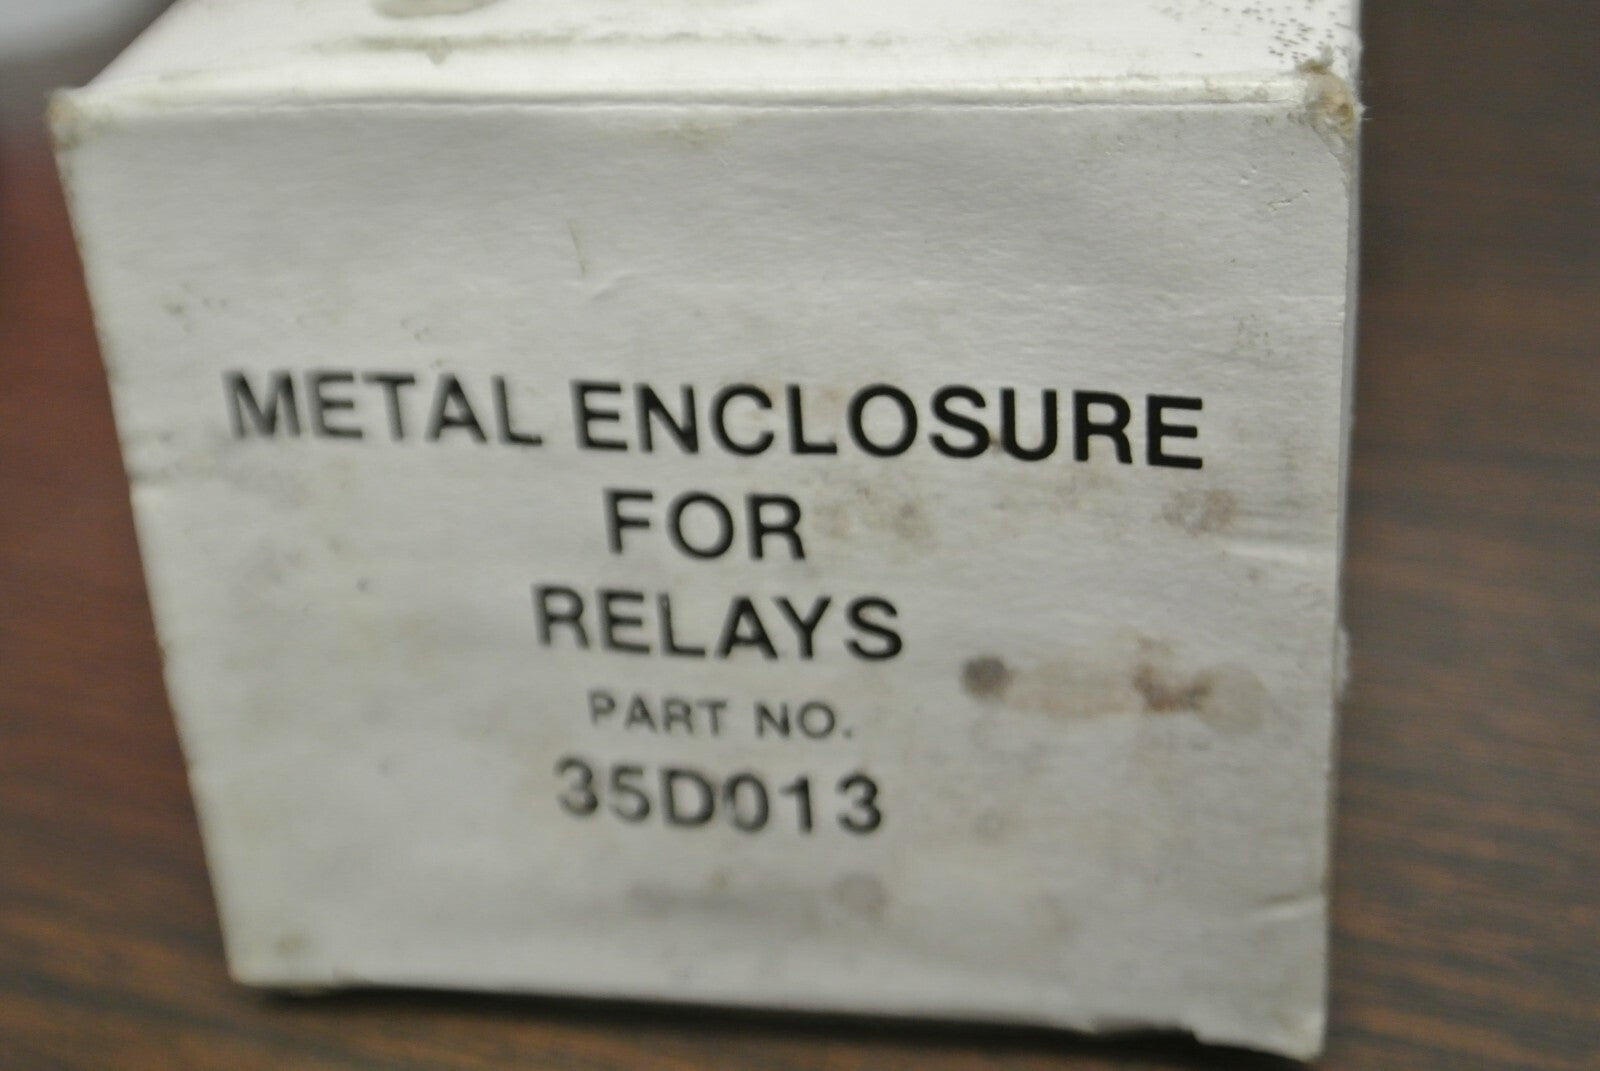 METAL ENCLOSURE
FOR
RELAYS
PART NO.
35D013